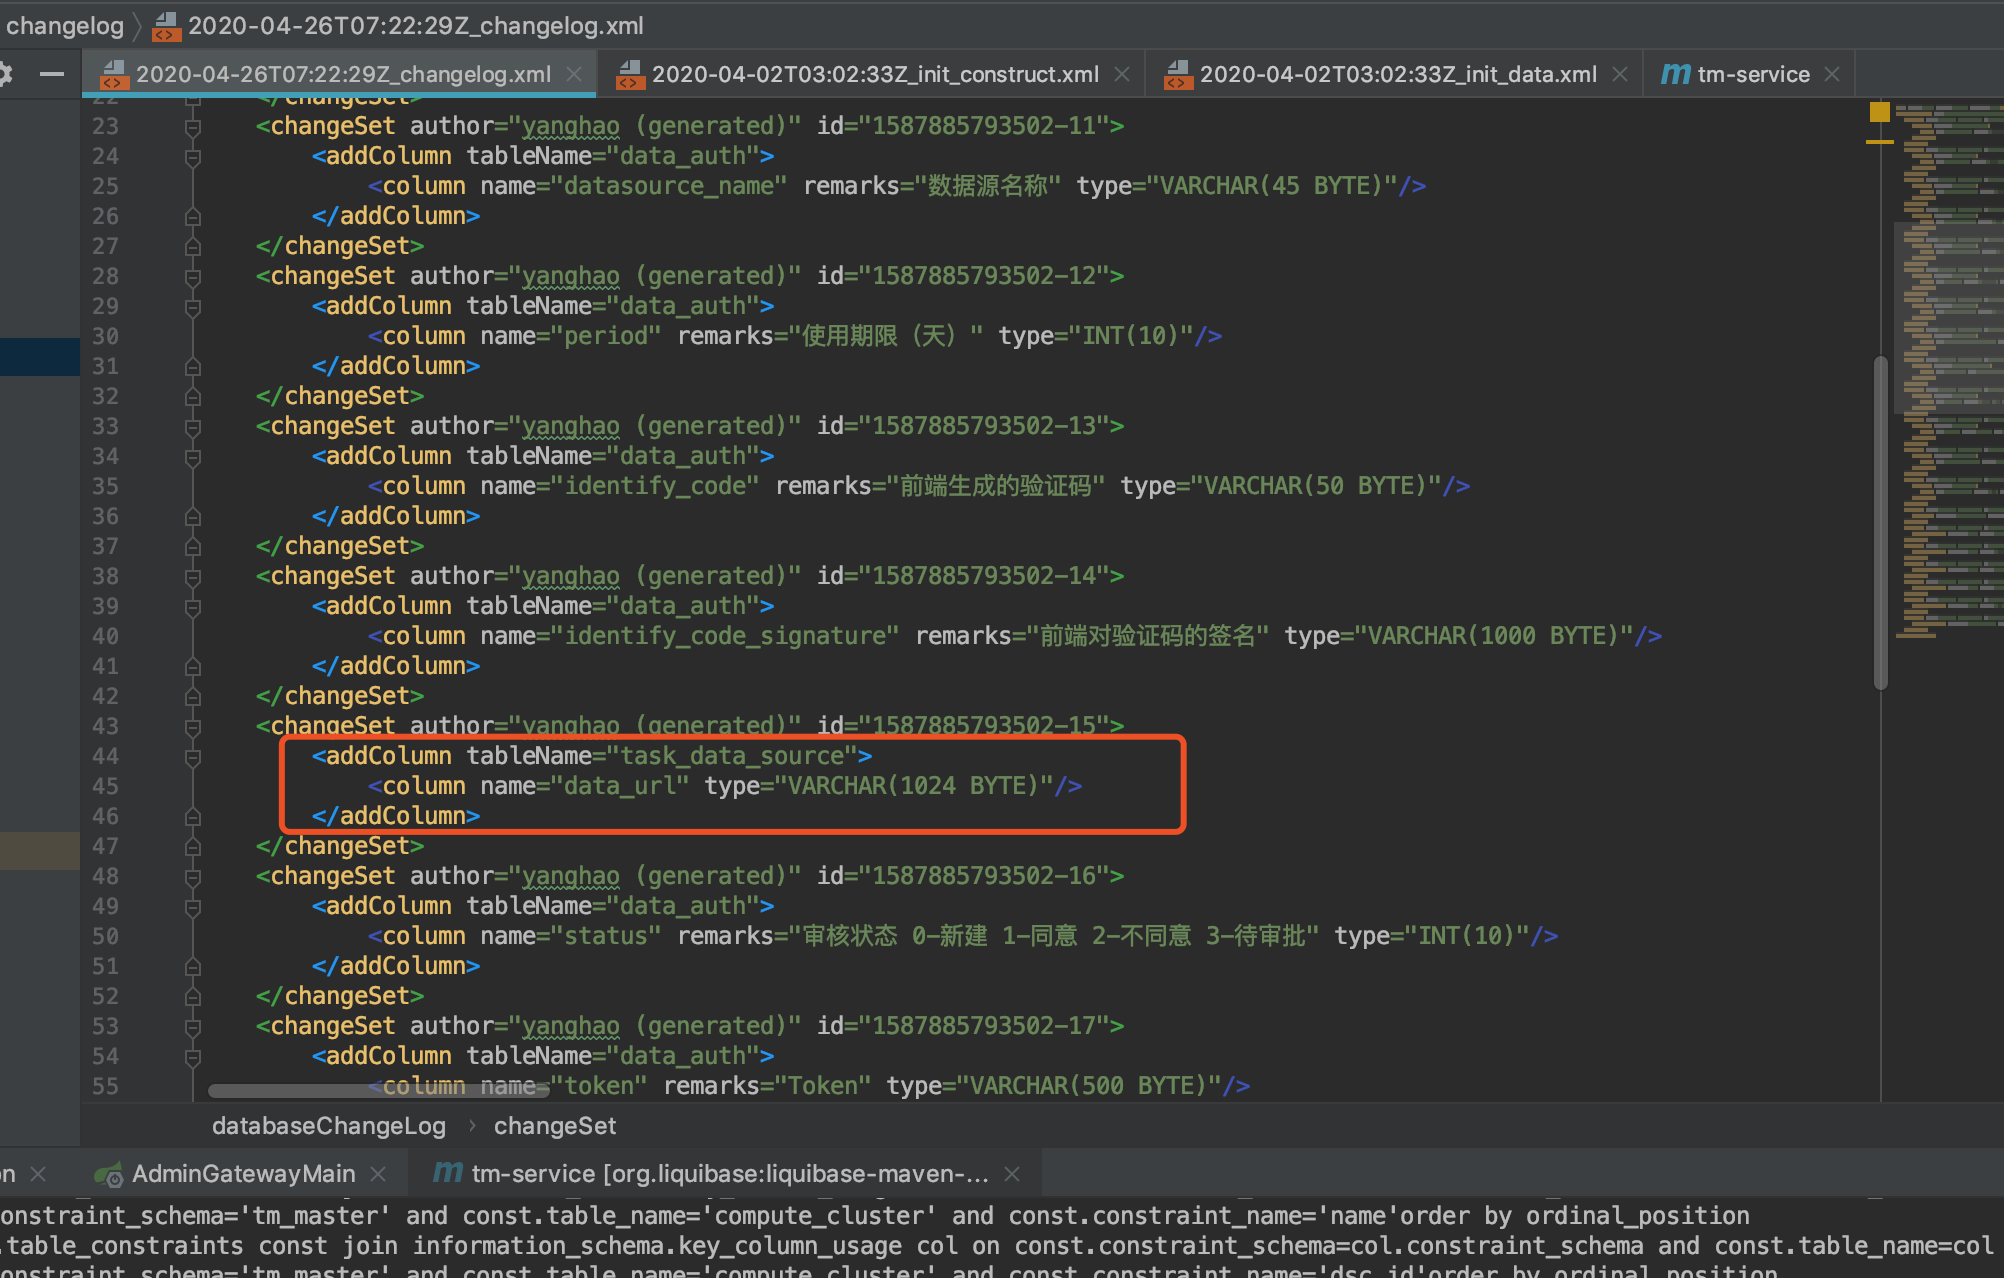 changelog 2020-04-26T07:22:29Z_changelog.xml
2020-04-26T07:22:29Z_changelog.xml 2020-04-02T03:02:33Z_init_construct.xml 2020-04-02T03:02:33Z_init_data.xml tm-service
22 </changeSet>
23 <changeSet author="yanghao (generated)" id="1587885793502-11">
24 <addColumn tableName="data_auth">
25 <column name="datasource_name" remarks="数据源名称" type="VARCHAR(45 BYTE)"/>
26 </addColumn>
27 </changeSet>
28 <changeSet author="yanghao (generated)" id="1587885793502-12">
29 <addColumn tableName="data_auth">
30 <column name="period" remarks="使用期限（天）" type="INT(10)"/>
31 </addColumn>
32 </changeSet>
33 <changeSet author="yanghao (generated)" id="1587885793502-13">
34 <addColumn tableName="data_auth">
35 <column name="identify_code" remarks="前端生成的验证码" type="VARCHAR(50 BYTE)"/>
36 </addColumn>
37 </changeSet>
38 <changeSet author="yanghao (generated)" id="1587885793502-14">
39 <addColumn tableName="data_auth">
40 <column name="identify_code_signature" remarks="前端对验证码的签名" type="VARCHAR(1000 BYTE)"/>
41 </addColumn>
42 </changeSet>
43 <changeSet author="yanghao (generated)" id="1587885793502-15">
44 <addColumn tableName="task_data_source">
45 <column name="data_url" type="VARCHAR(1024 BYTE)"/>
46 </addColumn>
47 </changeSet>
48 <changeSet author="yanghao (generated)" id="1587885793502-16">
49 <addColumn tableName="data_auth">
50 <column name="status" remarks="审核状态 0-新建 1-同意 2-不同意 3-待审批" type="INT(10)"/>
51 </addColumn>
52 </changeSet>
53 <changeSet author="yanghao (generated)" id="1587885793502-17">
54 <addColumn tableName="data_auth">
55 <column name="token" remarks="Token" type="VARCHAR(500 BYTE)"/>
databaseChangeLog › changeSet
on AdminGatewayMain tm-service [org.liquibase:liquibase-maven-...
onstraint_schema='tm_master' and const.table_name='compute_cluster' and const.constraint_name='name'order by ordinal_position
.table_constraints const join information_schema.key_column_usage col on const.constraint_schema=col.constraint_schema and const.table_name=col
onstraint_schema='tm_master' and const.table_name='compute_cluster' and const.constraint_name='dsc_id'order by ordinal_position